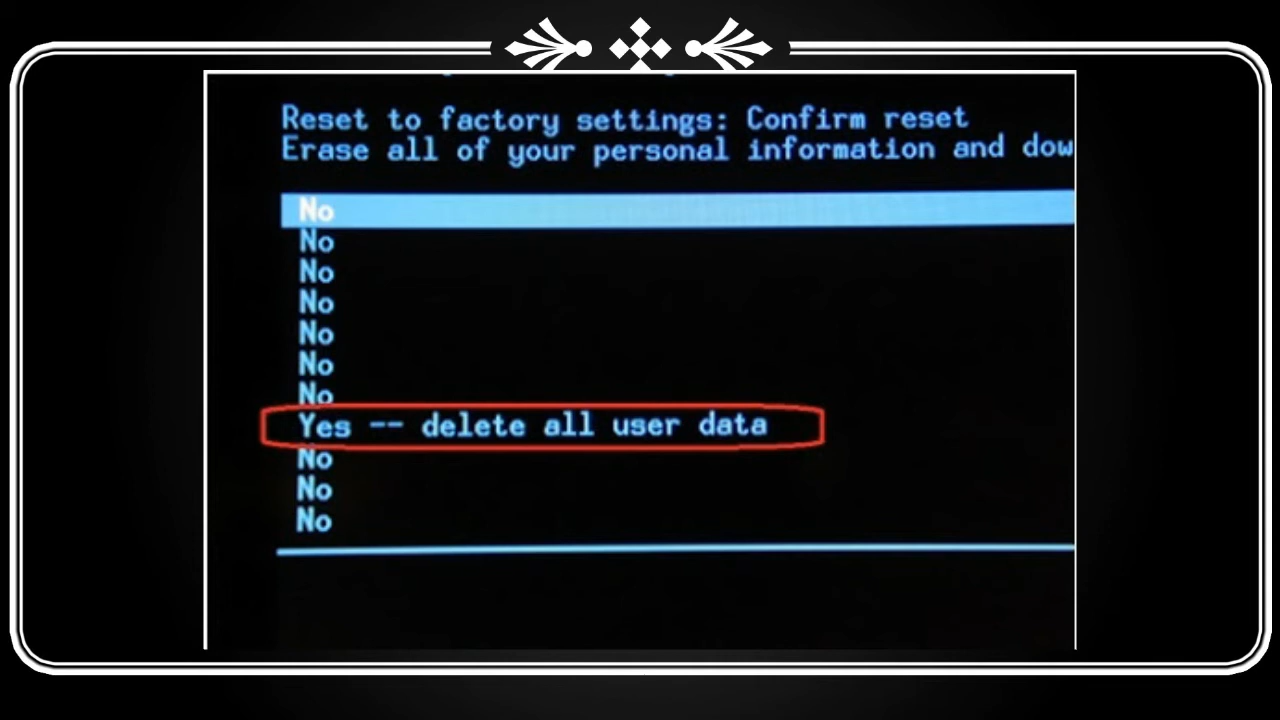 Reset to factory settings: Confirm reset
Erase all of your personal information and dow
No
No
No
No
No
No
No
Yes -- delete all user data
No
No
No